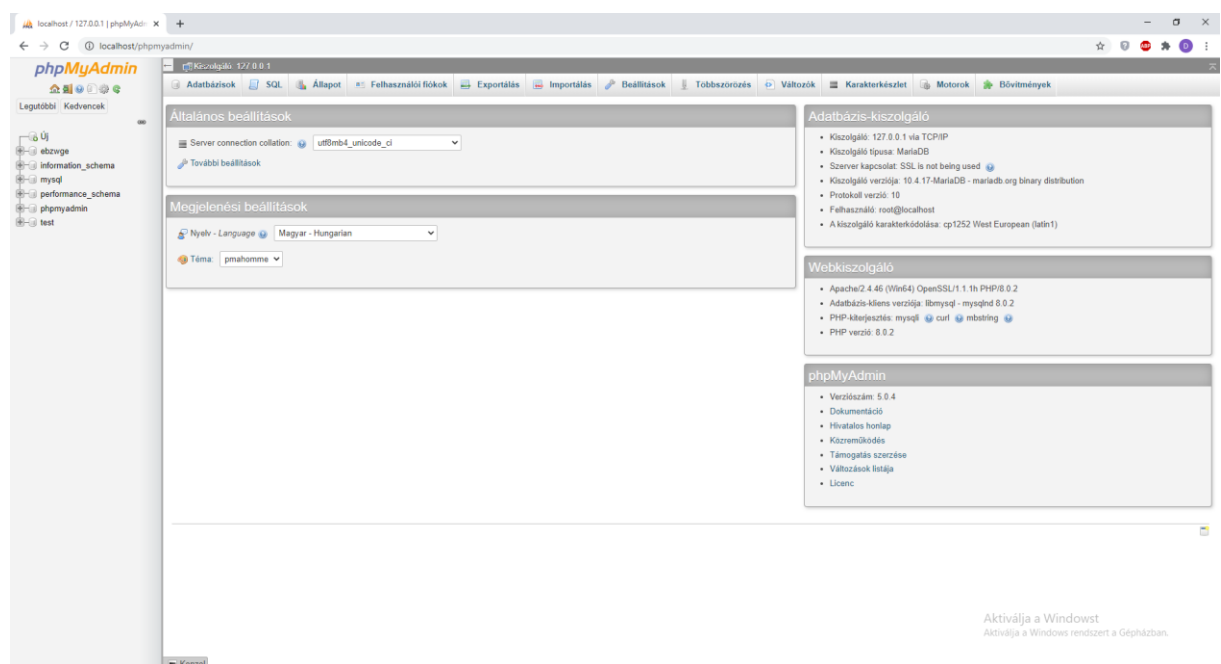 localhost / 127.0.0.1 | phpMyAdm
localhost/phpmyadmin/
phpMyAdmin
Legutóbbi Kedvencek
Új
ebzwge
information_schema
mysql
performance_schema
phpmyadmin
test
Kiszolgáló: 127.0.0.1
Adatbázisok SQL Állapot Felhasználói fiókok Exportálás Importálás Beállítások Többszörözés Változók Karakterkészlet Motorok Bővítmények
Általános beállítások
Server connection collation: utf8mb4_unicode_ci
További beállítások
Megjelenési beállítások
Nyelv - Language Magyar - Hungarian
Téma: pmahomme
Adatbázis-kiszolgáló
Kiszolgáló: 127.0.0.1 via TCP/IP
Kiszolgáló típusa: MariaDB
Szerver kapcsolat: SSL is not being used
Kiszolgáló verziója: 10.4.17-MariaDB - mariadb.org binary distribution
Protokoll verzió: 10
Felhasználó: root@localhost
A kiszolgáló karakterkódolása: cp1252 West European (latin1)
Webkiszolgáló
Apache/2.4.46 (Win64) OpenSSL/1.1.1h PHP/8.0.2
Adatbázis-kliens verziója: libmysql - mysqlnd 8.0.2
PHP-kiterjesztés: mysqli curl mbstring
PHP verzió: 8.0.2
phpMyAdmin
Verziószám: 5.0.4
Dokumentáció
Hivatalos honlap
Közreműködés
Támogatás szerzése
Változások listája
Licenc
Aktiválja a Windowst
Aktiválja a Windows rendszert a Gépházban.
Konzol